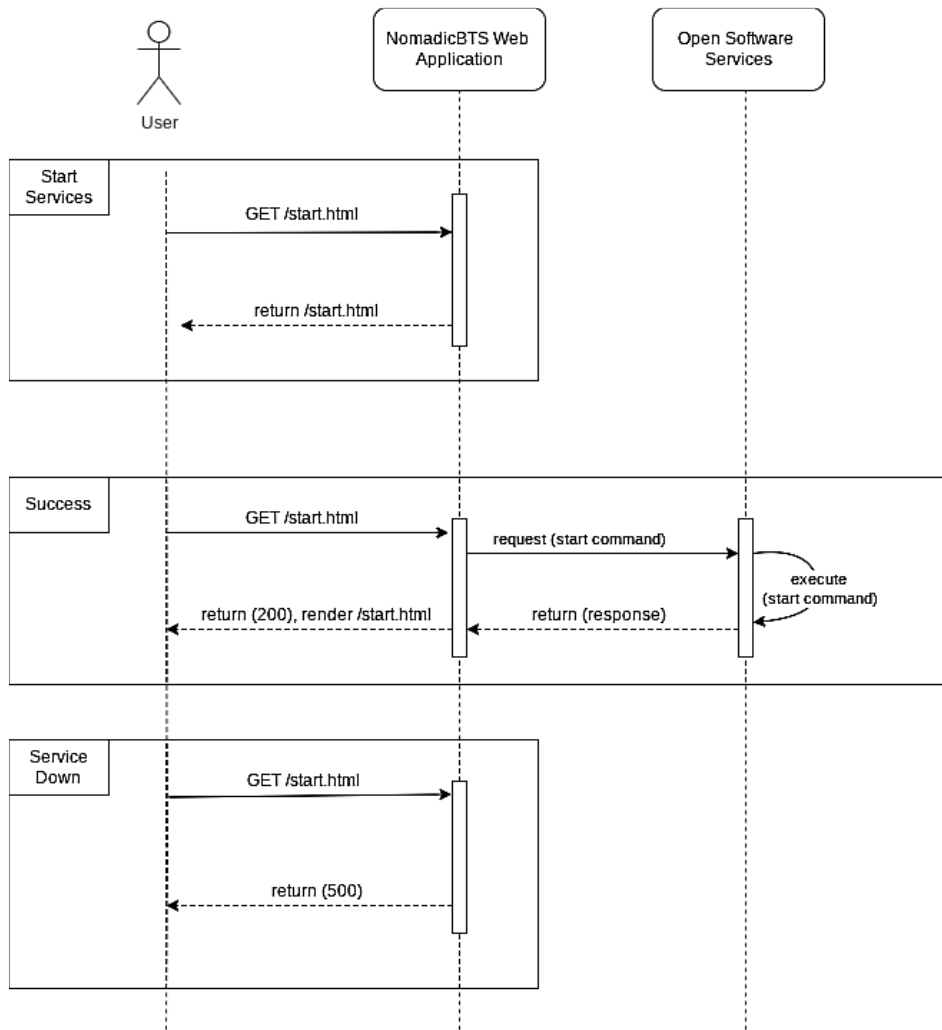 NomadicBTS Web
Application
Open Software
Services
User
Start
Services
GET /start.html
return /start.html
Success
GET /start.html
request (start command)
execute
(start command)
return (200), render /start.html
return (response)
Service
Down
GET /start.html
return (500)